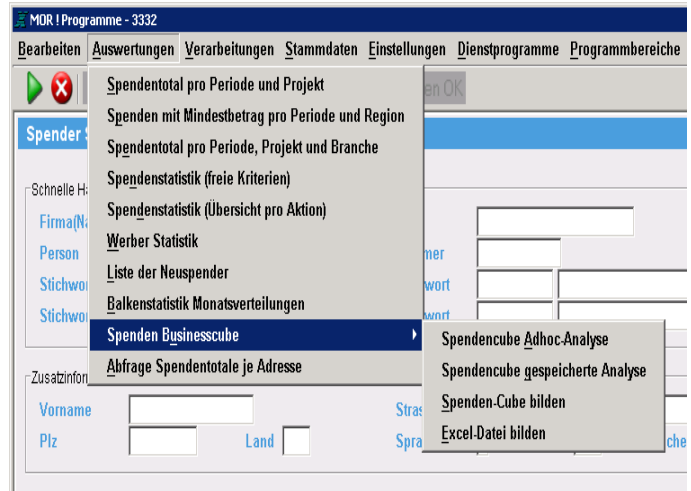 MOR ! Programme - 3332
Bearbeiten Auswertungen Verarbeitungen Stammdaten Einstellungen Dienstprogramme Programmbereiche
en OK
Spender
Spendentotal pro Periode und Projekt
Spenden mit Mindestbetrag pro Periode und Region
Spendentotal pro Periode, Projekt und Branche
Spendenstatistik (freie Kriterien)
Spendenstatistik (Übersicht pro Aktion)
Werber Statistik
Liste der Neuspender
Balkenstatistik Monatsverteilungen
Spenden Businesscube
Abfrage Spendentotale je Adresse
Spendencube Adhoc-Analyse
Spendencube gespeicherte Analyse
Spenden-Cube bilden
Excel-Datei bilden
Schnelle
Firma(Na
Person mer
Stichwo wort
Stichwo wort
Zusatzinfor
Vorname Stras
Plz Land Spra che